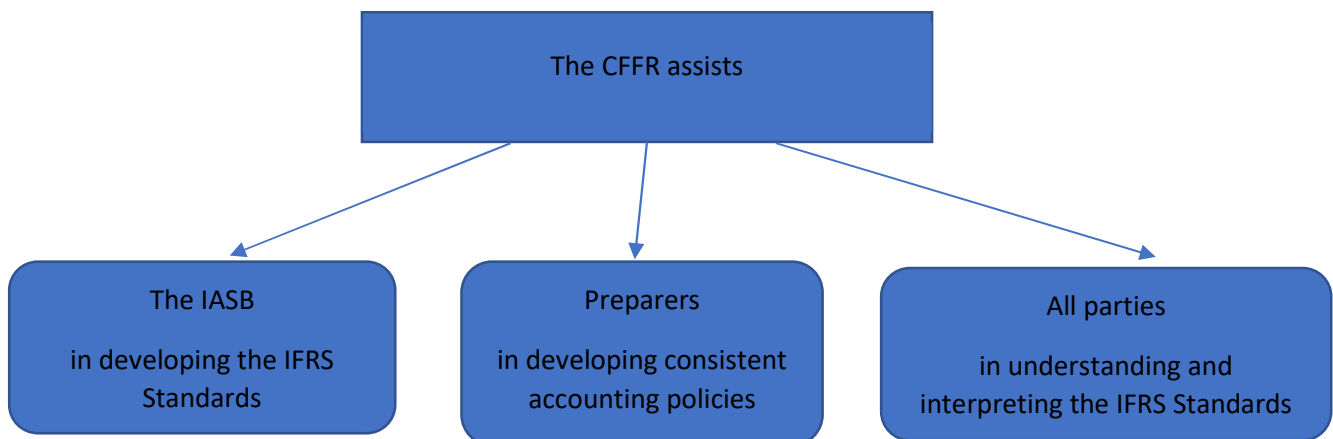 The CFFR assists
The IASB
in developing the IFRS
Standards
Preparers
in developing consistent
accounting policies
All parties
in understanding and
interpreting the IFRS Standards